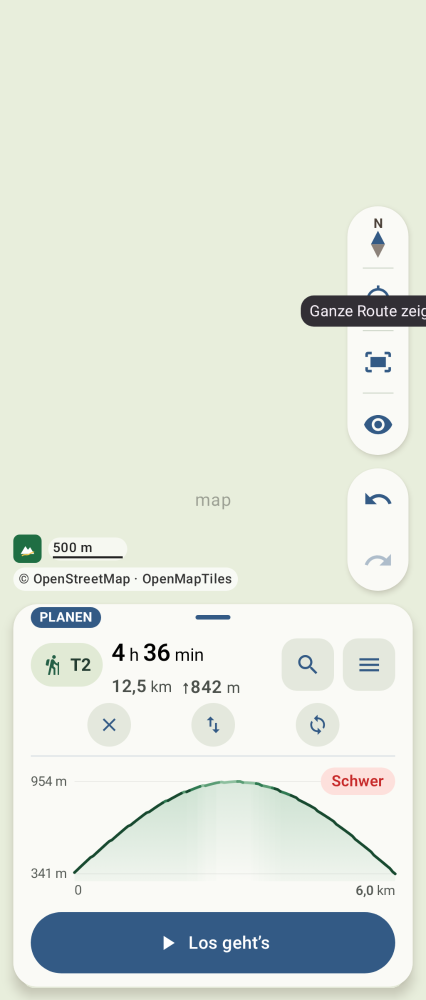 N
Ganze Route zeig
map
500 m
© OpenStreetMap · OpenMapTiles
PLANEN
T2
4 h 36 min
12,5 km ↑842 m
954 m
Schwer
341 m
0
6,0 km
Los geht's